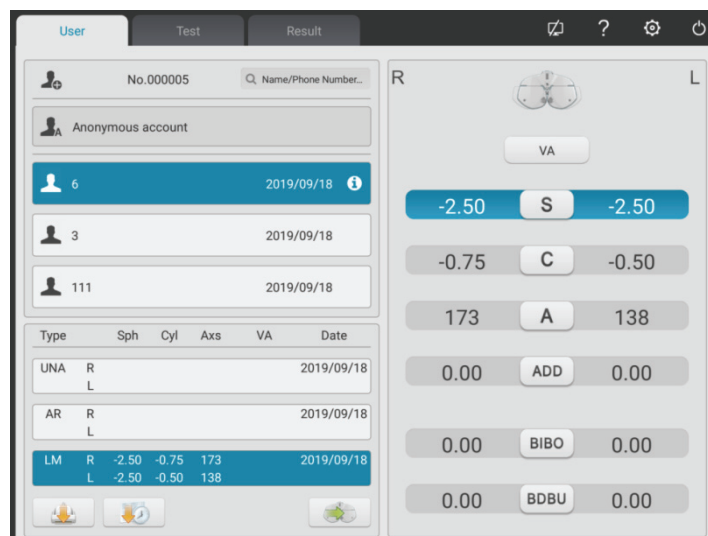 User Test Result ?
No.000005 Name/Phone Number...
A Anonymous account
6 2019/09/18 i
3 2019/09/18
111 2019/09/18
Type Sph Cyl Axs VA Date
UNA R 2019/09/18
L
AR R 2019/09/18
L
LM R -2.50 -0.75 173 2019/09/18
L -2.50 -0.50 138
R L
VA
-2.50 S -2.50
-0.75 C -0.50
173 A 138
0.00 ADD 0.00
0.00 BIBO 0.00
0.00 BDBU 0.00